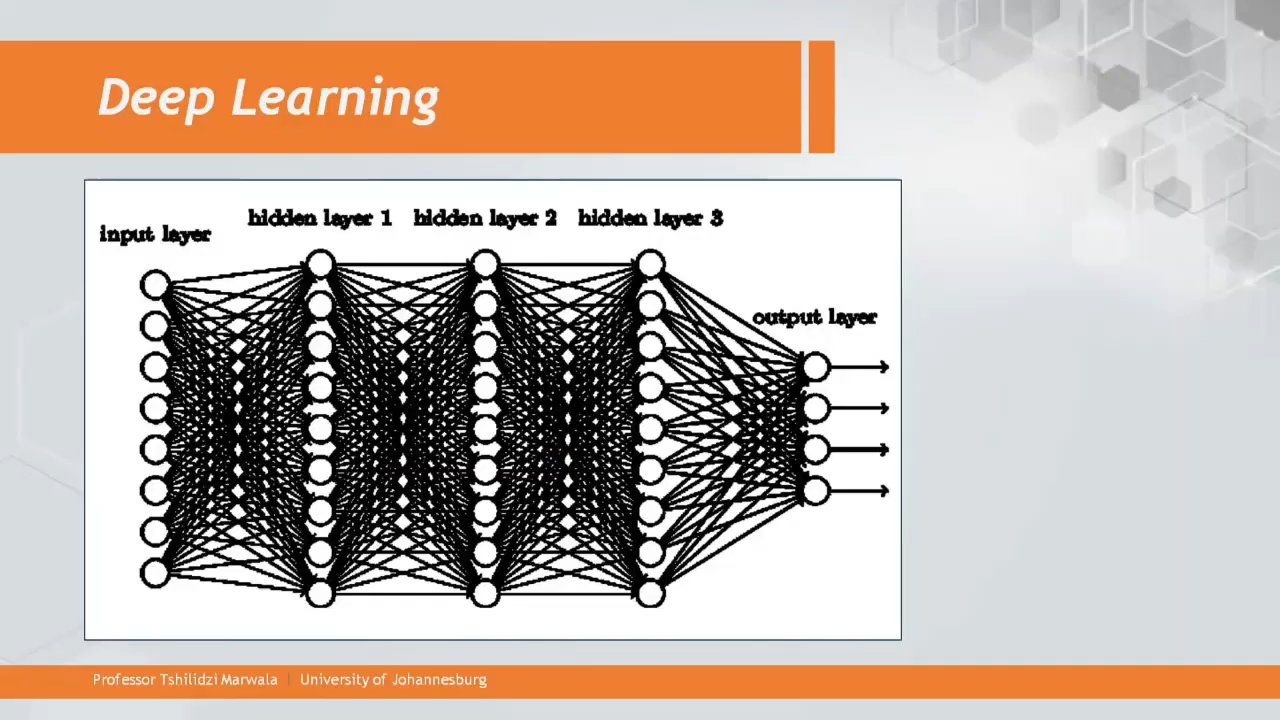 Deep Learning
input layer
hidden layer 1
hidden layer 2
hidden layer 3
output layer
Professor Tshilidzi Marwala | University of Johannesburg